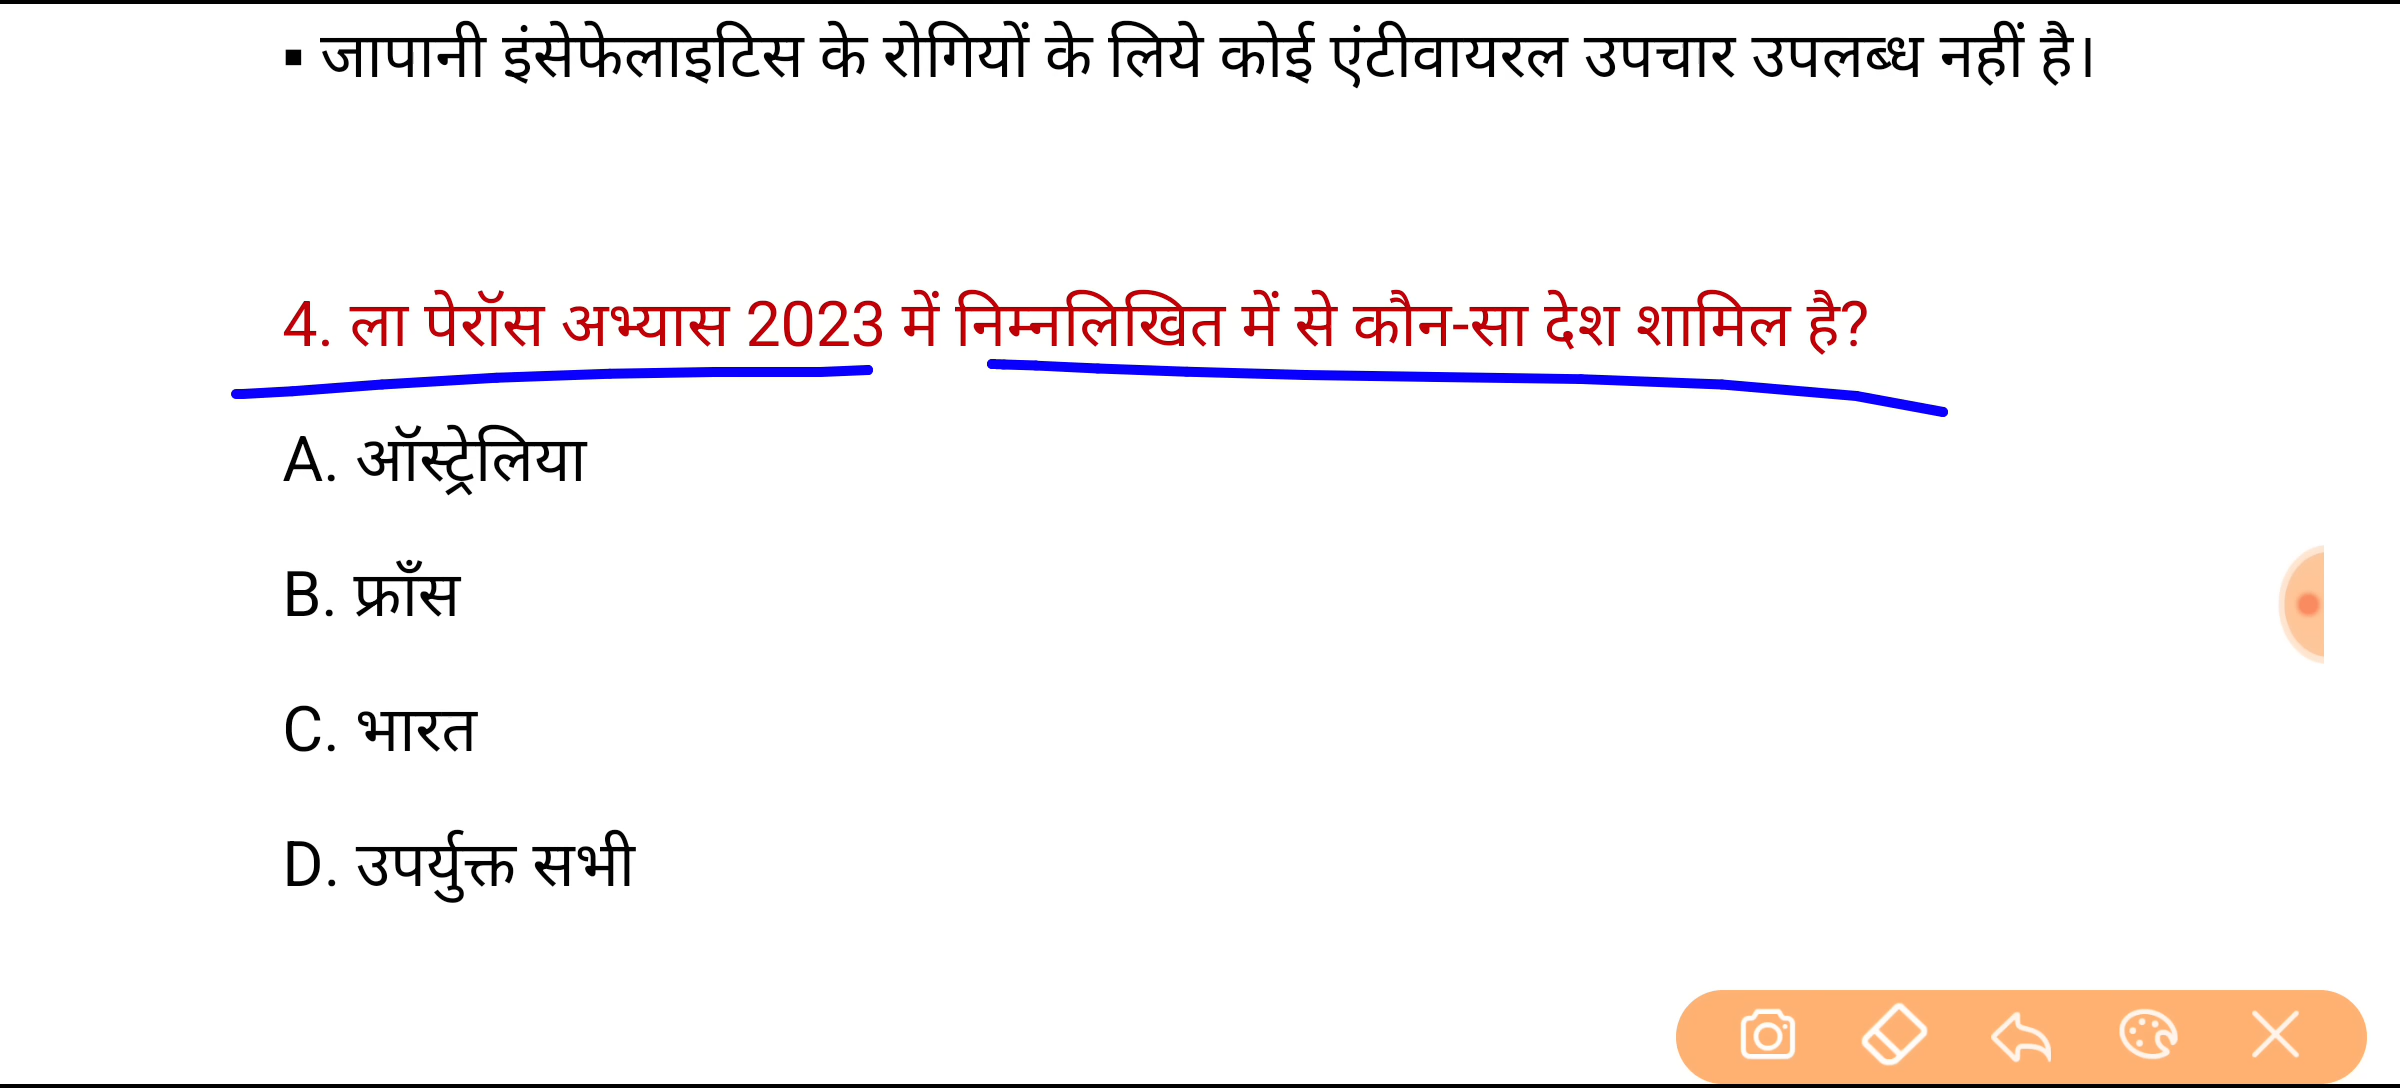 ▪ जापानी इंसेफेलाइटिस के रोगियों के लिये कोई एंटीवायरल उपचार उपलब्ध नहीं है।
4. ला पेरॉस अभ्यास 2023 में निम्नलिखित में से कौन-सा देश शामिल है?
A. ऑस्ट्रेलिया
B. फ्राँस
C. भारत
D. उपर्युक्त सभी